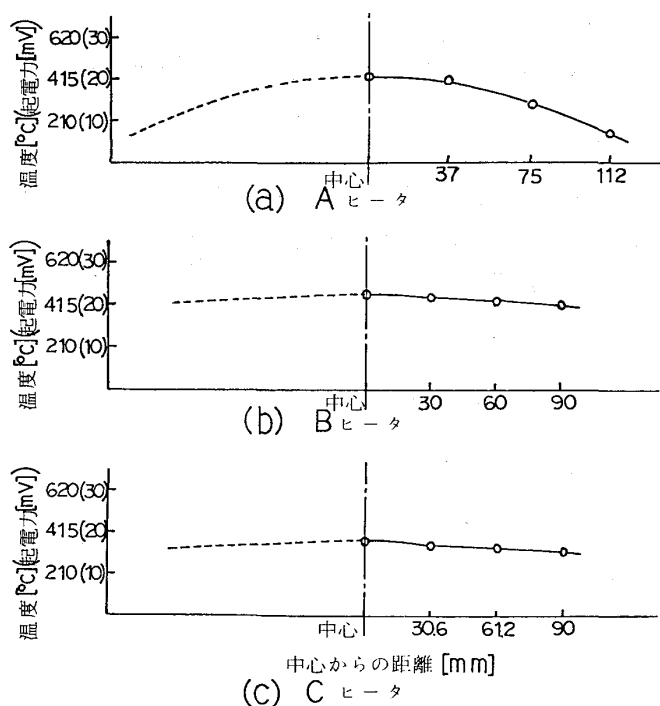 温度[℃](起電力[mV])
620(30)
415(20)
210(10)
中心 37 75 112
(a) A ヒータ
温度[℃](起電力[mV])
620(30)
415(20)
210(10)
中心 30 60 90
(b) B ヒータ
温度[℃](起電力[mV])
620(30)
415(20)
210(10)
中心 30.6 61.2 90
中心からの距離 [mm]
(c) C ヒータ